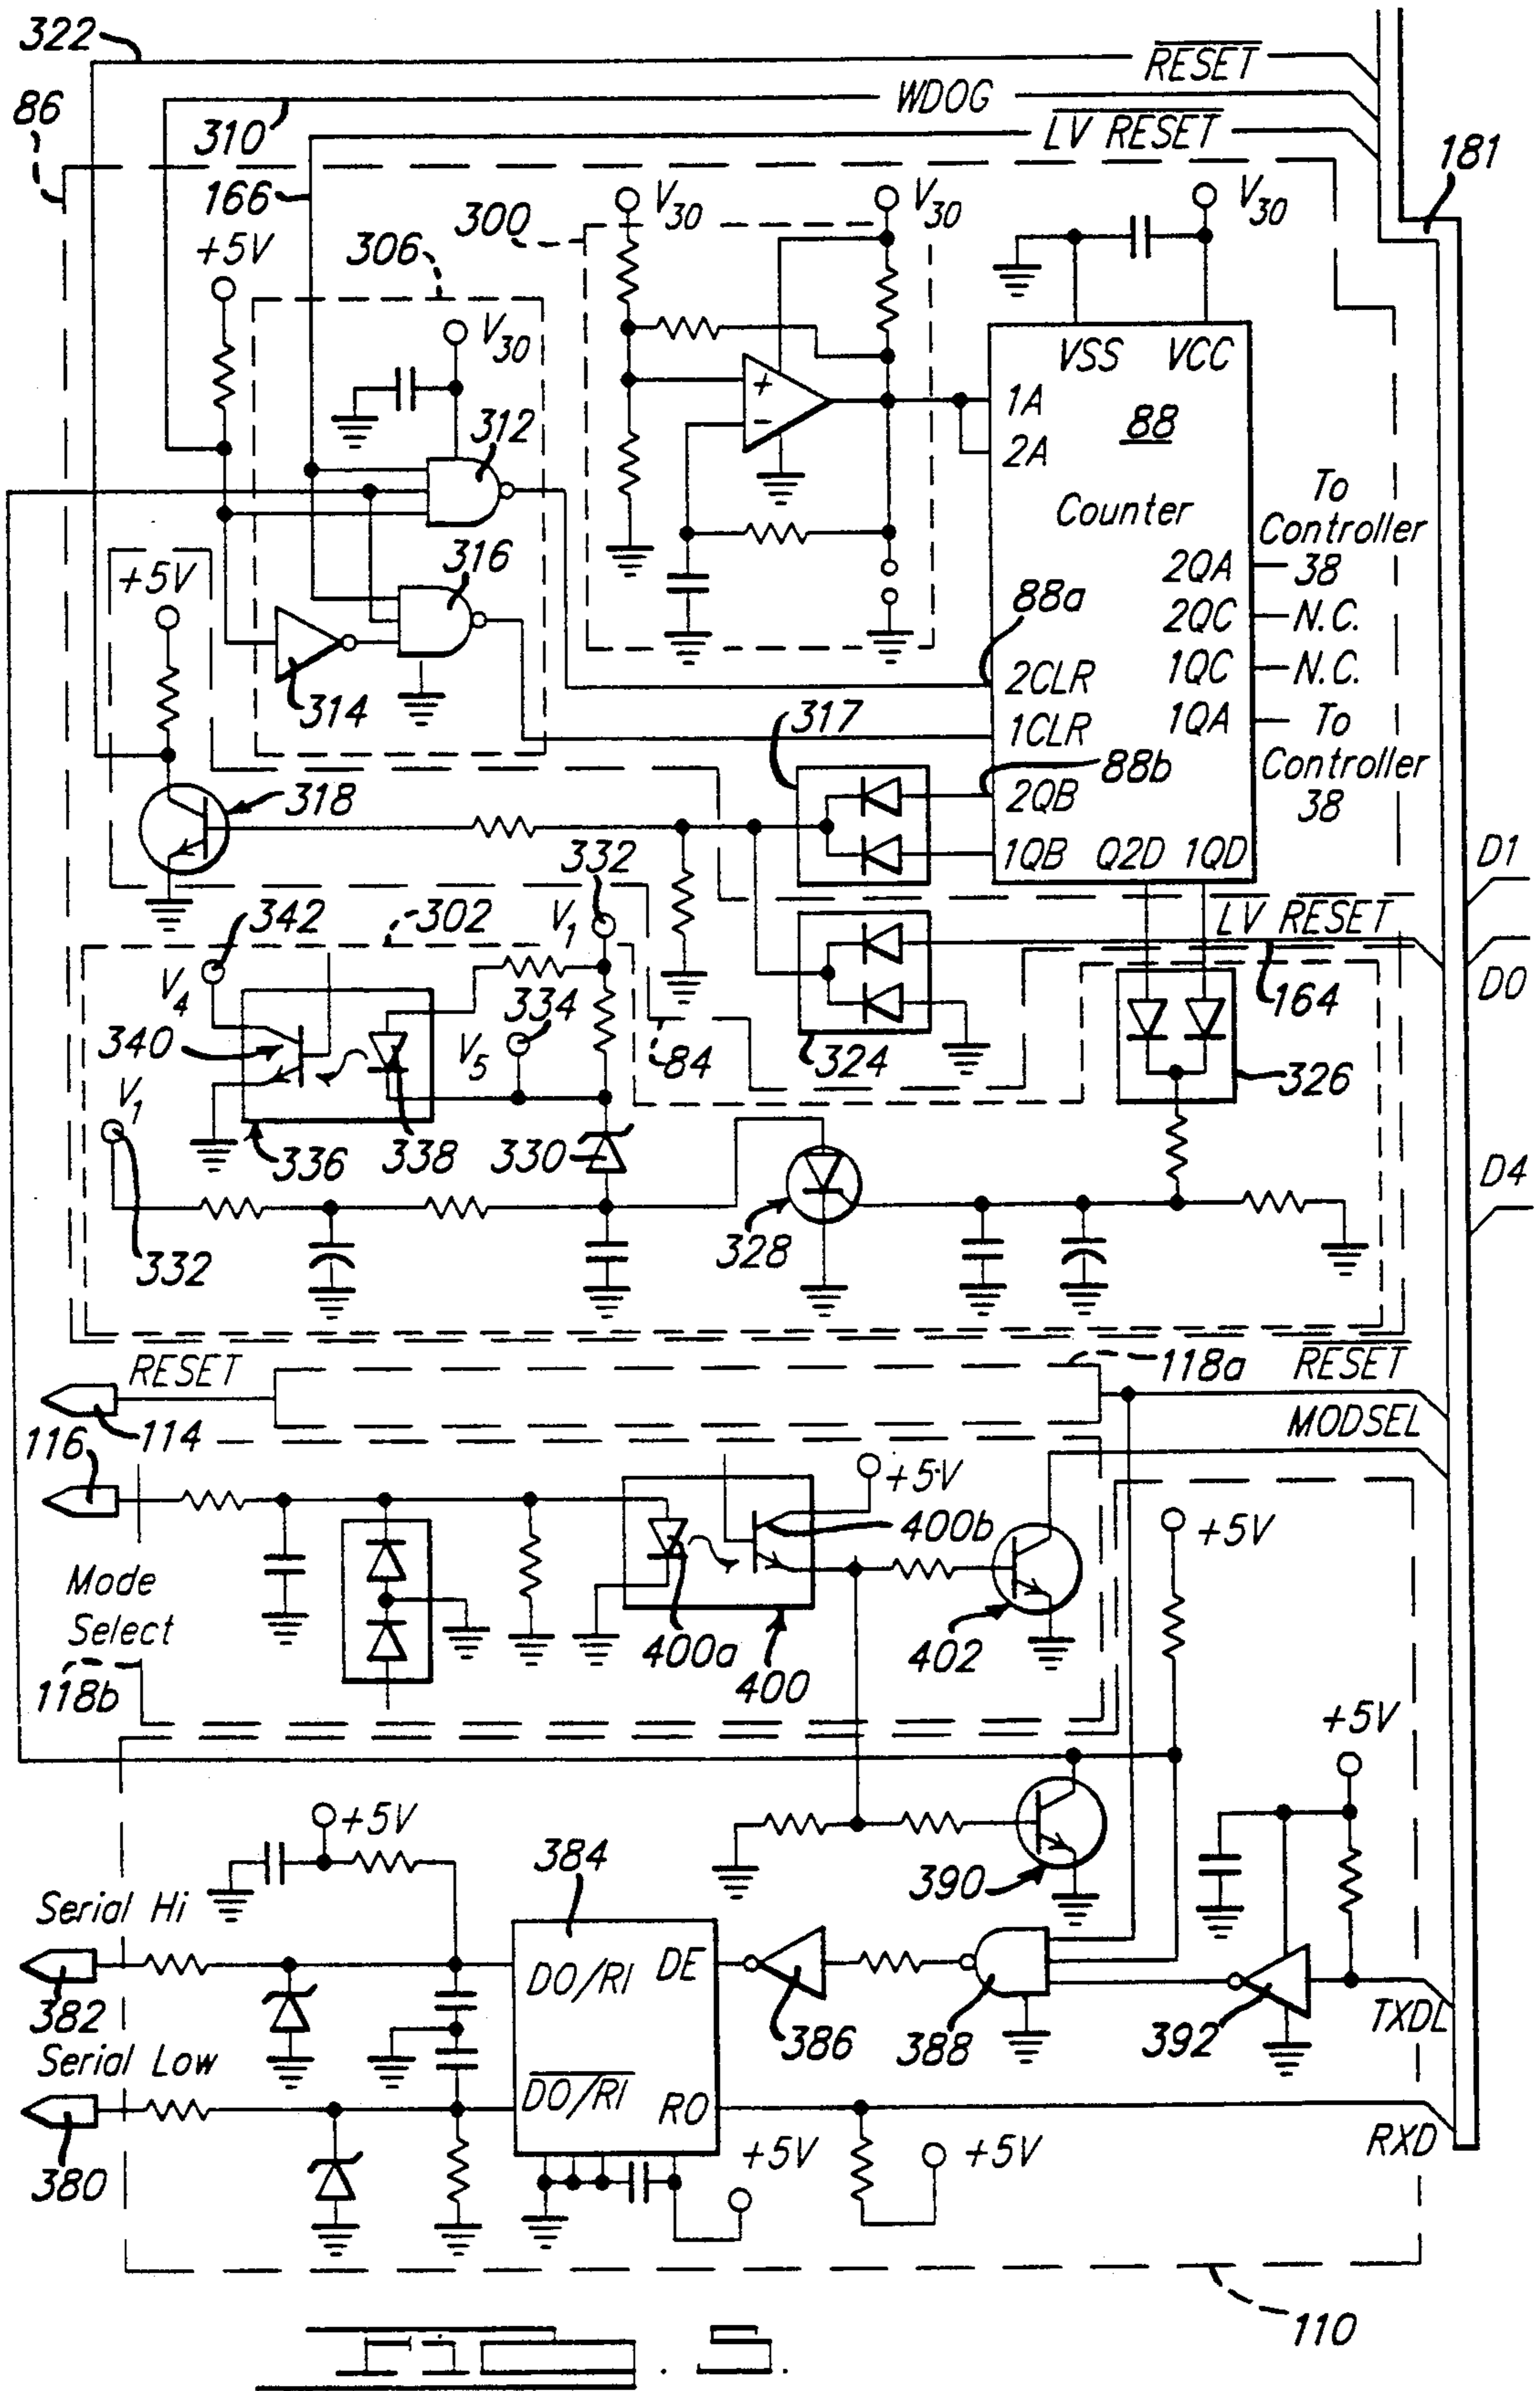 322
RESET
86
WDOG
310
LV RESET
181
166
300
V30
V30
V30
+5V
306
V30
VSS VCC
312
1A
88
2A
Counter
To
Controller
38
316
2QA
+5V
88a
2QC
N.C.
2CLR
1QC
N.C.
314
317
1CLR
1QA
To
Controller
38
318
88b
2QB
332
1QB
Q2D
1QD
D1
342
302
V1
LV RESET
V4
334
164
D0
340
V5
84
324
326
V1
336
338
330
D4
328
332
RESET
118a
RESET
114
MODSEL
116
+5V
400b
+5V
Mode
Select
118b
400a
400
402
+5V
+5V
384
390
Serial Hi
DO/RI
DE
382
386
388
392
TXDL
Serial Low
DO/RI
RO
380
+5V
+5V
RXD
110
FIG. 5.